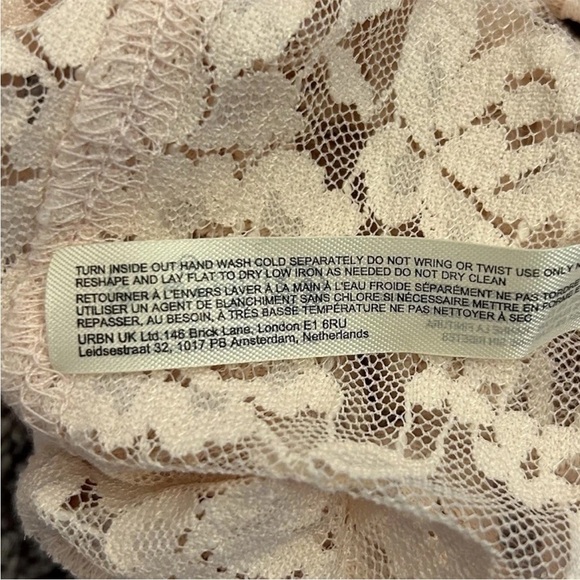 TURN INSIDE OUT HAND WASH COLD SEPARATELY DO NOT WRING OR TWIST USE ONLY
RESHAPE AND LAY FLAT TO DRY LOW IRON AS NEEDED DO NOT DRY CLEAN
RETOURNER À L'ENVERS LAVER À LA MAIN À L'EAU FROIDE SÉPARÉMENT NE PAS
UTILISER UN AGENT DE BLANCHIMENT SANS CHLORE SI NÉCESSAIRE METTRE EN FORME
REPASSER, AU BESOIN, À TRÈS BASSE TEMPÉRATURE NE PAS NETTOYER À SEC
URBN UK Ltd. 146 Brick Lane, London E1 6RU
Leidsestraat 32, 1017 PB Amsterdam, Netherlands